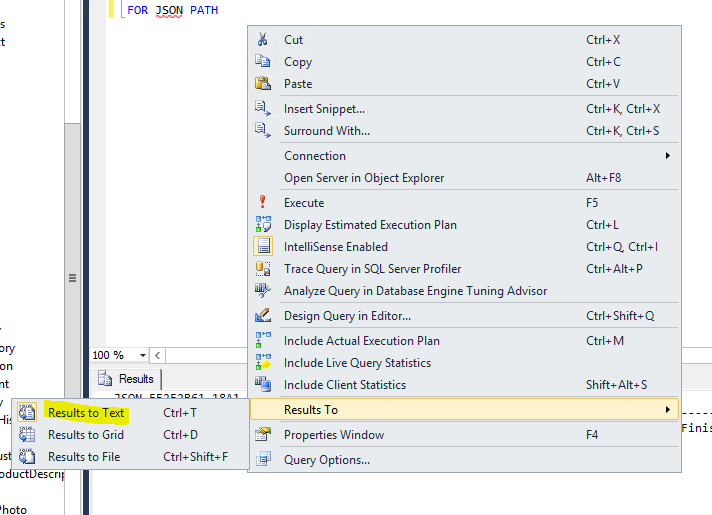 FOR JSON PATH
Cut Ctrl+X
Copy Ctrl+C
Paste Ctrl+V
Insert Snippet... Ctrl+K, Ctrl+X
Surround With... Ctrl+K, Ctrl+S
Connection
Open Server in Object Explorer Alt+F8
Execute F5
Display Estimated Execution Plan Ctrl+L
IntelliSense Enabled Ctrl+Q, Ctrl+I
Trace Query in SQL Server Profiler Ctrl+Alt+P
Analyze Query in Database Engine Tuning Advisor
Design Query in Editor... Ctrl+Shift+Q
Include Actual Execution Plan Ctrl+M
Include Live Query Statistics
Include Client Statistics Shift+Alt+S
Results To
Properties Window F4
Query Options...
100 %
Results
Results to Text Ctrl+T
Results to Grid Ctrl+D
Results to File Ctrl+Shift+F
ory
on
nt
y
Hi
ust
oductDescrip
Photo
Finis